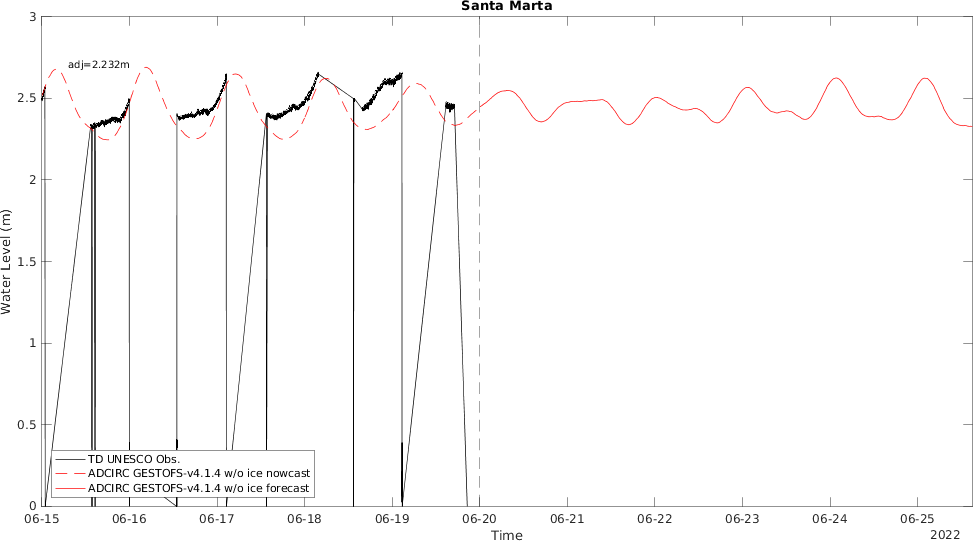 Santa Marta
3
adj=2.232m
2.5
2
1.5
1
0.5
0
Water Level (m)
TD UNESCO Obs.
ADCIRC GESTOFS-v4.1.4 w/o ice nowcast
ADCIRC GESTOFS-v4.1.4 w/o ice forecast
06-15 06-16 06-17 06-18 06-19 06-20 06-21 06-22 06-23 06-24 06-25
Time
2022